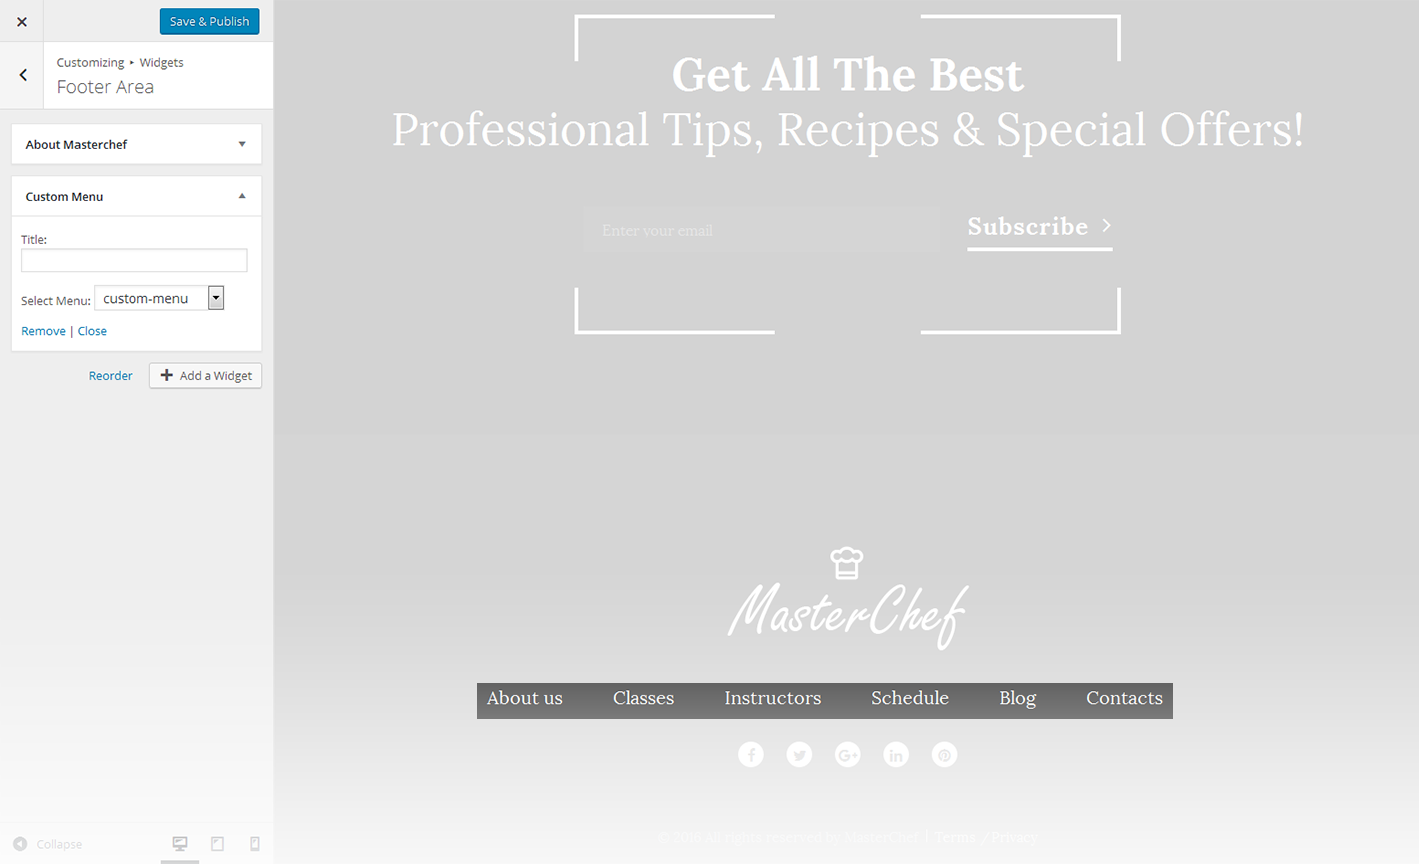 Save & Publish
Customizing ▸ Widgets
Footer Area
About Masterchef
Custom Menu
Title:
Select Menu: custom-menu
Remove | Close
Reorder
Add a Widget
Collapse
Get All The Best
Professional Tips, Recipes & Special Offers!
Enter your email
Subscribe
MasterChef
About us Classes Instructors Schedule Blog Contacts
© 2016 All rights reserved by MasterChef | Terms / Privacy